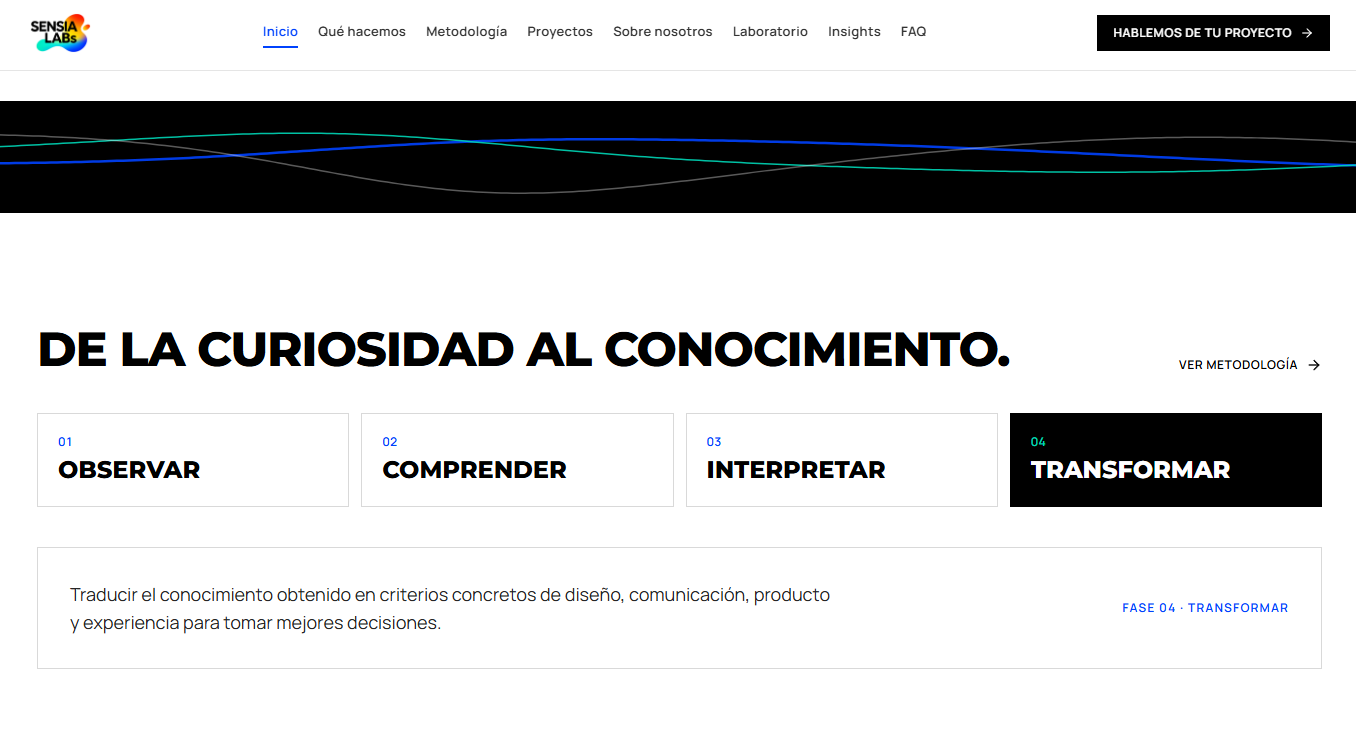 SENSIA
LABs
Inicio Qué hacemos Metodología Proyectos Sobre nosotros Laboratorio Insights FAQ
HABLEMOS DE TU PROYECTO →
DE LA CURIOSIDAD AL CONOCIMIENTO.
VER METODOLOGÍA →
01
OBSERVAR
02
COMPRENDER
03
INTERPRETAR
04
TRANSFORMAR
Traducir el conocimiento obtenido en criterios concretos de diseño, comunicación, producto
y experiencia para tomar mejores decisiones.
FASE 04 · TRANSFORMAR